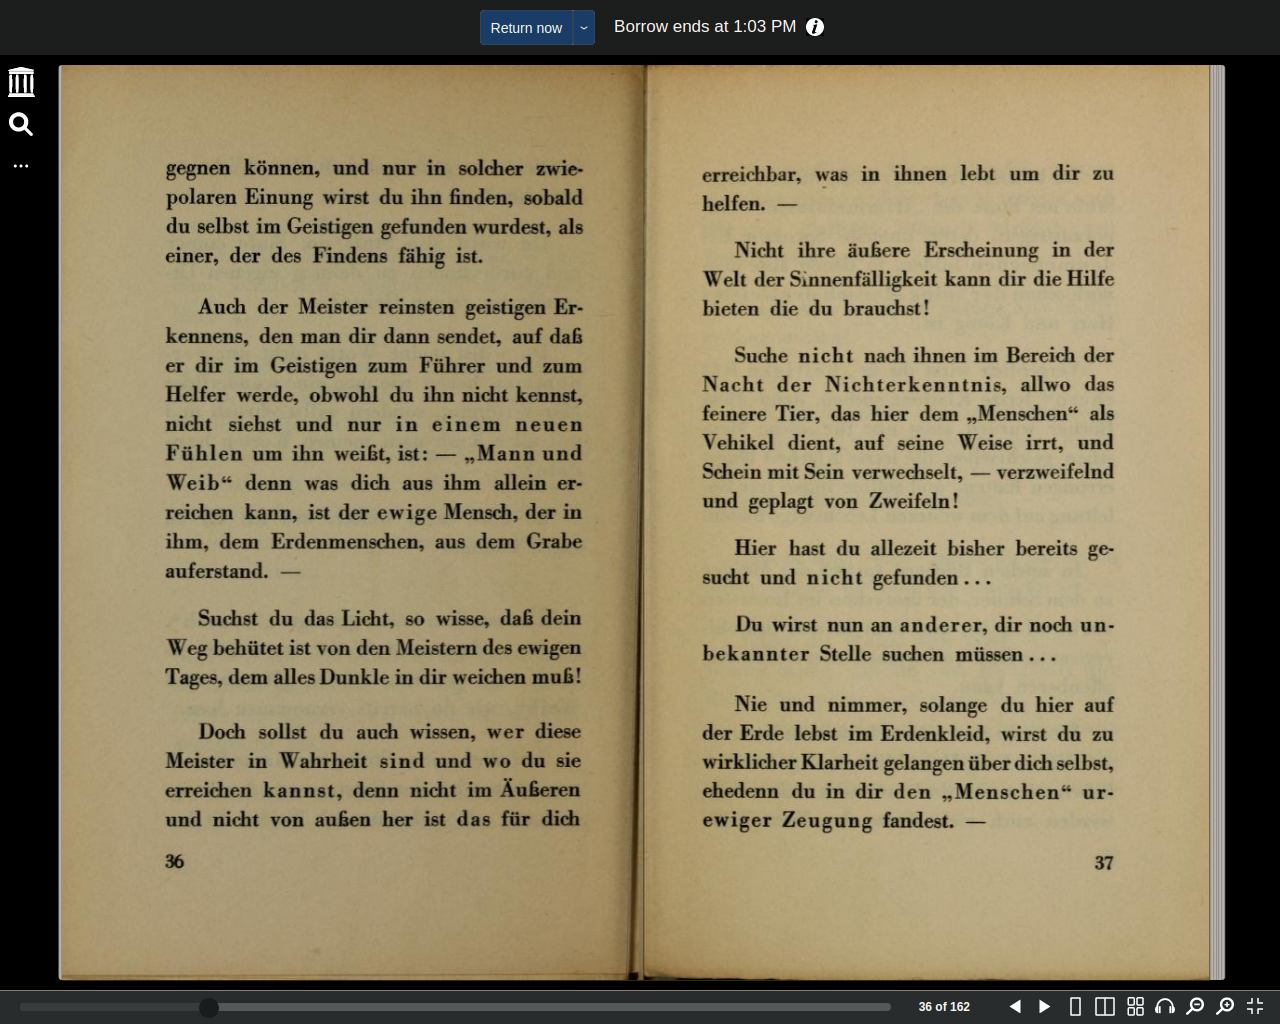 Return now
Borrow ends at 1:03 PM
gegnen können, und nur in solcher zwie-
polaren Einung wirst du ihn finden, sobald
du selbst im Geistigen gefunden wurdest, als
einer, der des Findens fähig ist.
Auch der Meister reinsten geistigen Er-
kennens, den man dir dann sendet, auf daß
er dir im Geistigen zum Führer und zum
Helfer werde, obwohl du ihn nicht kennst,
nicht siehst und nur in einem neuen
Fühlen um ihn weißt, ist: — „Mann und
Weib“ denn was dich aus ihm allein er-
reichen kann, ist der ewige Mensch, der in
ihm, dem Erdenmenschen, aus dem Grabe
auferstand. —
Suchst du das Licht, so wisse, daß dein
Weg behütet ist von den Meistern des ewigen
Tages, dem alles Dunkle in dir weichen muß!
Doch sollst du auch wissen, wer diese
Meister in Wahrheit sind und wo du sie
erreichen kannst, denn nicht im Äußeren
und nicht von außen her ist das für dich
36
erreichbar, was in ihnen lebt um dir zu
helfen. —
Nicht ihre äußere Erscheinung in der
Welt der Sinnenfälligkeit kann dir die Hilfe
bieten die du brauchst!
Suche nicht nach ihnen im Bereich der
Nacht der Nichterkenntnis, allwo das
feinere Tier, das hier dem „Menschen“ als
Vehikel dient, auf seine Weise irrt, und
Schein mit Sein verwechselt, — verzweifelnd
und geplagt von Zweifeln!
Hier hast du allezeit bisher bereits ge-
sucht und nicht gefunden . . .
Du wirst nun an anderer, dir noch un-
bekannter Stelle suchen müssen . . .
Nie und nimmer, solange du hier auf
der Erde lebst im Erdenkleid, wirst du zu
wirklicher Klarheit gelangen über dich selbst,
ehedenn du in dir den „Menschen“ ur-
ewiger Zeugung fandest. —
37
36 of 162